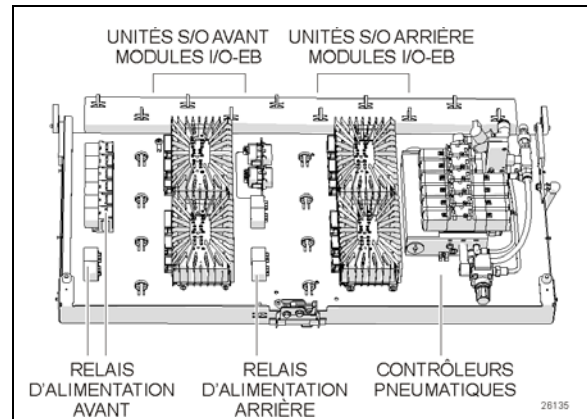 UNITÉS S/O AVANT
MODULES I/O-EB
UNITÉS S/O ARRIÈRE
MODULES I/O-EB
RELAIS
D'ALIMENTATION
AVANT
RELAIS
D'ALIMENTATION
ARRIÈRE
CONTRÔLEURS
PNEUMATIQUES
26135